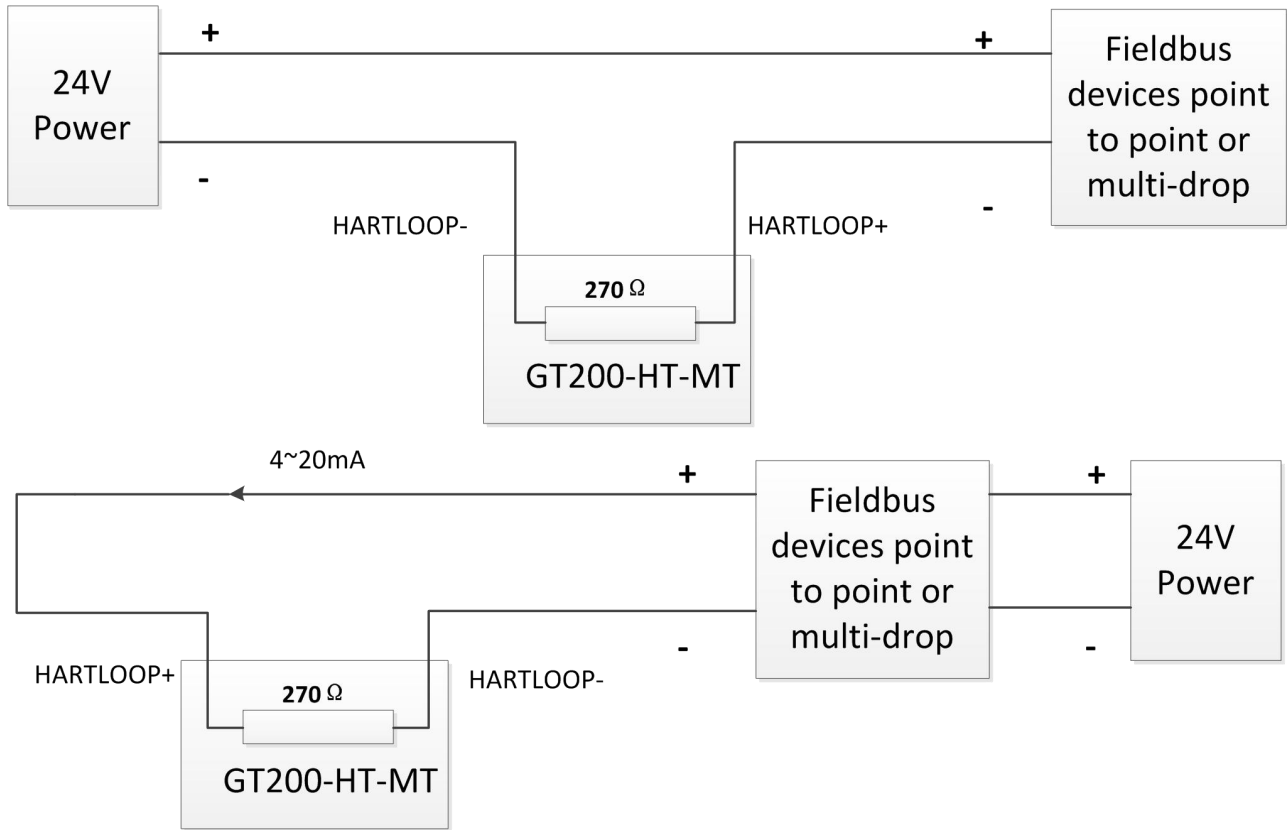 +
+
24V
Power
Fieldbus
devices point
to point or
multi-drop
-
-
HARTLOOP-
HARTLOOP+
270 Ω
GT200-HT-MT
4~20mA
+
+
Fieldbus
devices point
to point or
multi-drop
24V
Power
-
-
HARTLOOP+
HARTLOOP-
270 Ω
GT200-HT-MT